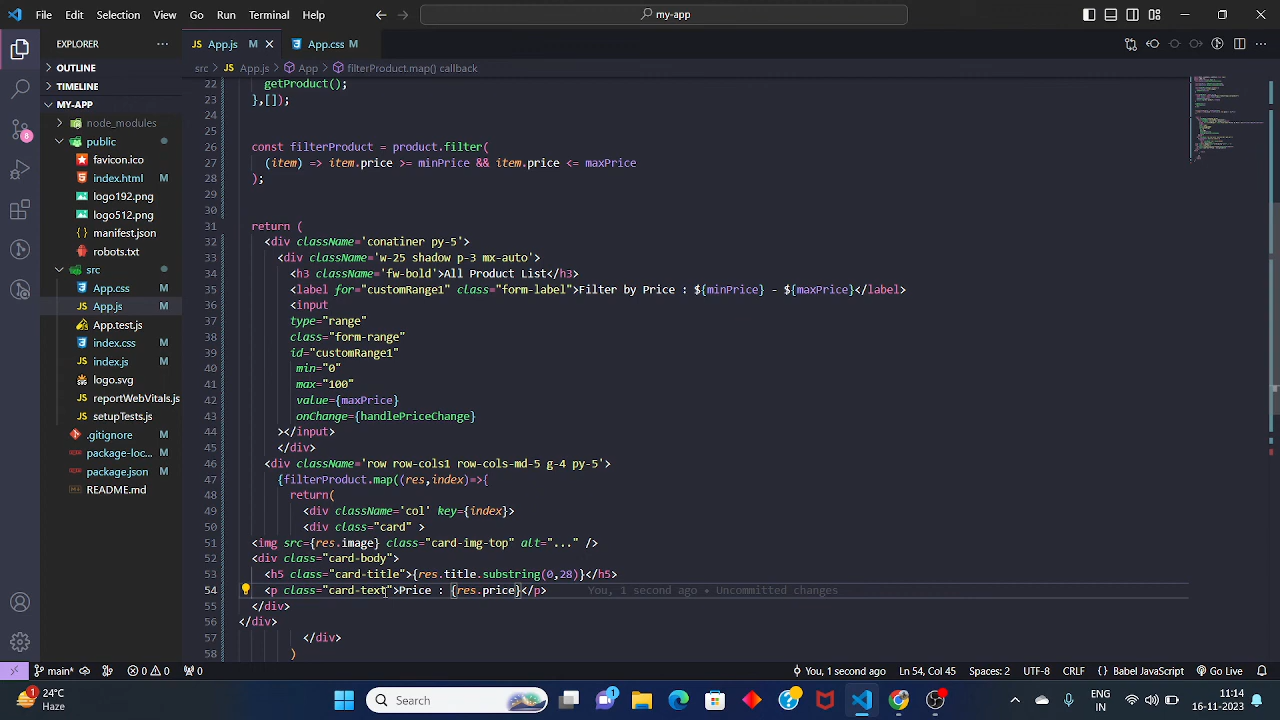 File Edit Selection View Go Run Terminal Help
my-app
EXPLORER
App.js M
App.css M
OUTLINE
src > App.js > App > filterProduct.map() callback
TIMELINE
MY-APP
node_modules
public
favicon.ico
index.html M
logo192.png
logo512.png
manifest.json
robots.txt
src
App.css M
App.js M
App.test.js
index.css M
index.js M
logo.svg
reportWebVitals.js
setupTests.js
.gitignore
package-loc... M
package.json M
README.md
8
22 getProduct();
23 },[]);
24
25
26 const filterProduct = product.filter(
27 (item) => item.price >= minPrice && item.price <= maxPrice
28 );
29
30
31 return (
32 <div className='conatiner py-5'>
33 <div className='w-25 shadow p-3 mx-auto'>
34 <h3 className='fw-bold'>All Product List</h3>
35 <label for="customRange1" class="form-label">Filter by Price : ${minPrice} - ${maxPrice}</label>
36 <input
37 type="range"
38 class="form-range"
39 id="customRange1"
40 min="0"
41 max="100"
42 value={maxPrice}
43 onChange={handlePriceChange}
44 ></input>
45 </div>
46 <div className='row row-cols1 row-cols-md-5 g-4 py-5'>
47 {filterProduct.map((res,index)=>{
48 return(
49 <div className='col' key={index}>
50 <div class="card" >
51 <img src={res.image} class="card-img-top" alt="..." />
52 <div class="card-body">
53 <h5 class="card-title">{res.title.substring(0,28)}</h5>
54 <p class="card-text">Price : {res.price}</p> You, 1 second ago • Uncommitted changes
55 </div>
56 </div>
57 </div>
58 )
main* 0 0 0 You, 1 second ago Ln 54, Col 45 Spaces: 2 UTF-8 CRLF {} Babel JavaScript Go Live
1
24°C
Haze
Search
1
ENG
IN
11:14
16-11-2023